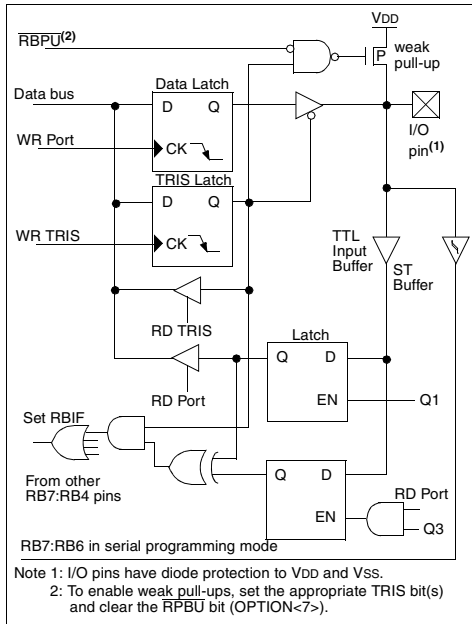 VDD
RBPU(2)
P
weak
pull-up
Data bus
Data Latch
D Q
WR Port
CK
I/O
pin(1)
TRIS Latch
D Q
WR TRIS
CK
TTL
Input
Buffer
ST
Buffer
RD TRIS
Latch
Q D
RD Port
EN
Q1
Set RBIF
From other
RB7:RB4 pins
Q D
RD Port
EN
Q3
RB7:RB6 in serial programming mode
Note 1: I/O pins have diode protection to VDD and VSS.
2: To enable weak pull-ups, set the appropriate TRIS bit(s)
and clear the RPBU bit (OPTION<7>).